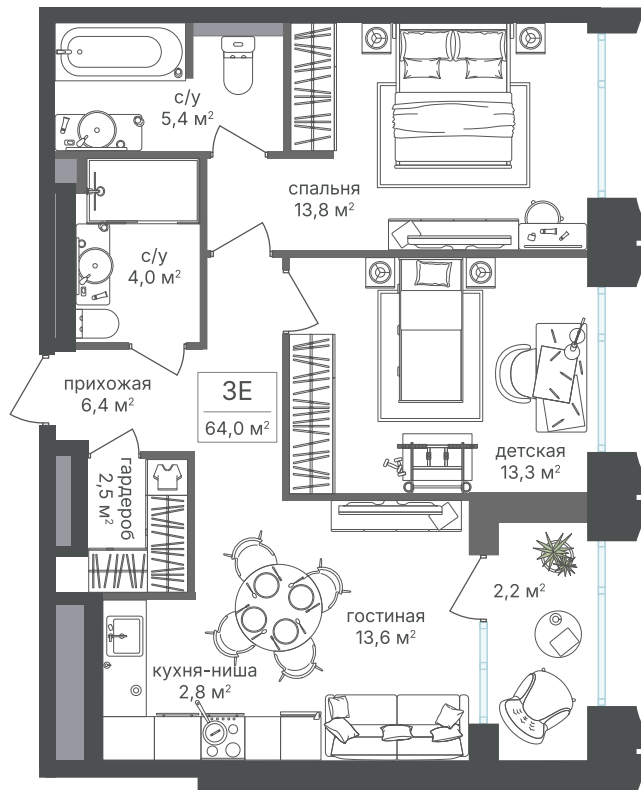 с/у
5,4 м²
спальня
13,8 м²
с/у
4,0 м²
прихожая
6,4 м²
3Е
64,0 м²
детская
13,3 м²
гардероб
2,5 м²
2,2 м²
гостиная
13,6 м²
кухня-ниша
2,8 м²